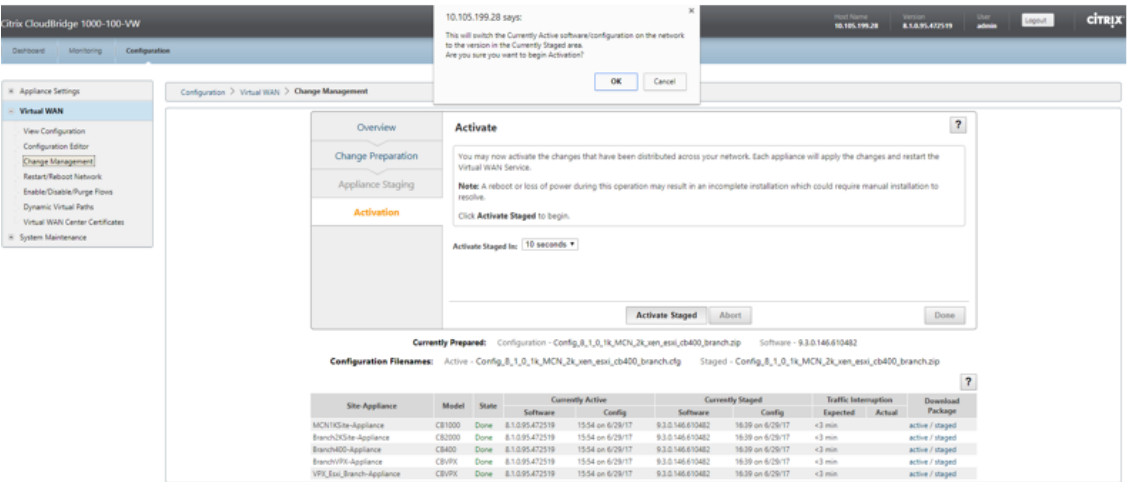 Citrix CloudBridge 1000-100-VW
Host Name
10.105.199.28
Version
8.1.0.95.472519
User
admin
Logout
CITRIX
10.105.199.28 says:
This will switch the Currently Active software/configuration on the network
to the version in the Currently Staged area.
Are you sure you want to begin Activation?
OK
Cancel
Dashboard
Monitoring
Configuration
Appliance Settings
Virtual WAN
View Configuration
Configuration Editor
Change Management
Restart/Reboot Network
Enable/Disable/Purge Flows
Dynamic Virtual Paths
Virtual WAN Center Certificates
System Maintenance
Configuration > Virtual WAN > Change Management
Overview
Change Preparation
Appliance Staging
Activation
Activate
?
You may now activate the changes that have been distributed across your network. Each appliance will apply the changes and restart the
Virtual WAN Service.
Note: A reboot or loss of power during this operation may result in an incomplete installation which could require manual installation to
resolve.
Click Activate Staged to begin.
Activate Staged In: 10 seconds
Activate Staged
Abort
Done
Currently Prepared: Configuration - Config_8_1_0_1k_MCN_2k_xen_esxi_cb400_branch.zip Software - 9.3.0.146.610482
Configuration Filenames: Active - Config_8_1_0_1k_MCN_2k_xen_esxi_cb400_branch.cfg Staged - Config_8_1_0_1k_MCN_2k_xen_esxi_cb400_branch.zip
?
Site-Appliance Model State Currently Active Currently Staged Traffic Interruption Download Package
Software Config Software Config Expected Actual
MCN1KSite-Appliance CB1000 Done 8.1.0.95.472519 15:54 on 6/29/17 9.3.0.146.610482 16:39 on 6/29/17 <3 min active / staged
Branch2KSite-Appliance CB2000 Done 8.1.0.95.472519 15:54 on 6/29/17 9.3.0.146.610482 16:39 on 6/29/17 <3 min active / staged
Branch400-Appliance CB400 Done 8.1.0.95.472519 15:54 on 6/29/17 9.3.0.146.610482 16:39 on 6/29/17 <3 min active / staged
BranchVPX-Appliance CBVPX Done 8.1.0.95.472519 15:54 on 6/29/17 9.3.0.146.610482 16:39 on 6/29/17 <3 min active / staged
VPX_Esxi_Branch-Appliance CBVPX Done 8.1.0.95.472519 15:54 on 6/29/17 9.3.0.146.610482 16:39 on 6/29/17 <3 min active / staged